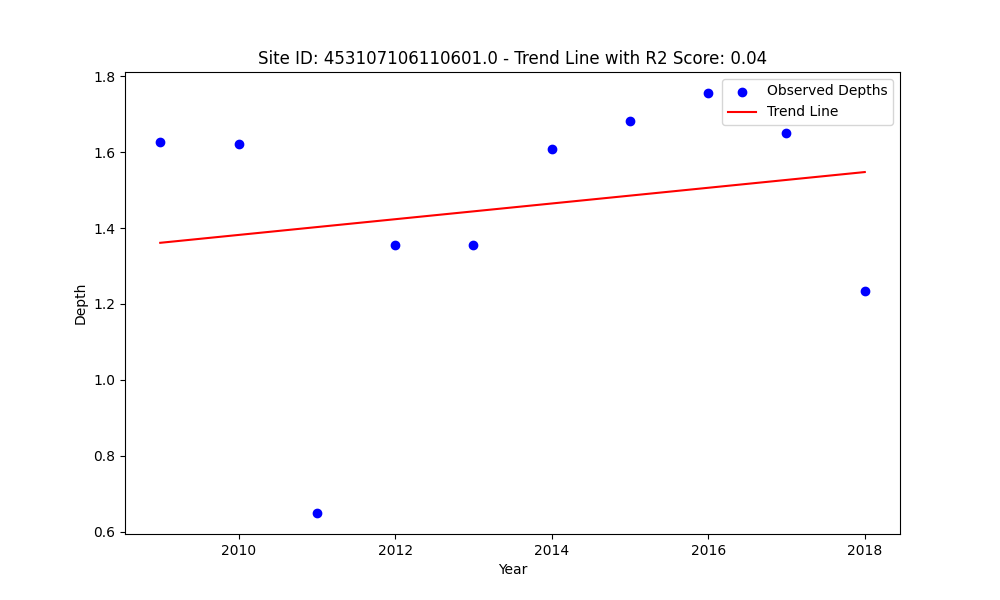 Site ID: 453107106110601.0 - Trend Line with R2 Score: 0.04
Observed Depths
Trend Line
1.8
1.6
1.4
1.2
1.0
0.8
0.6
Depth
2010
2012
2014
2016
2018
Year